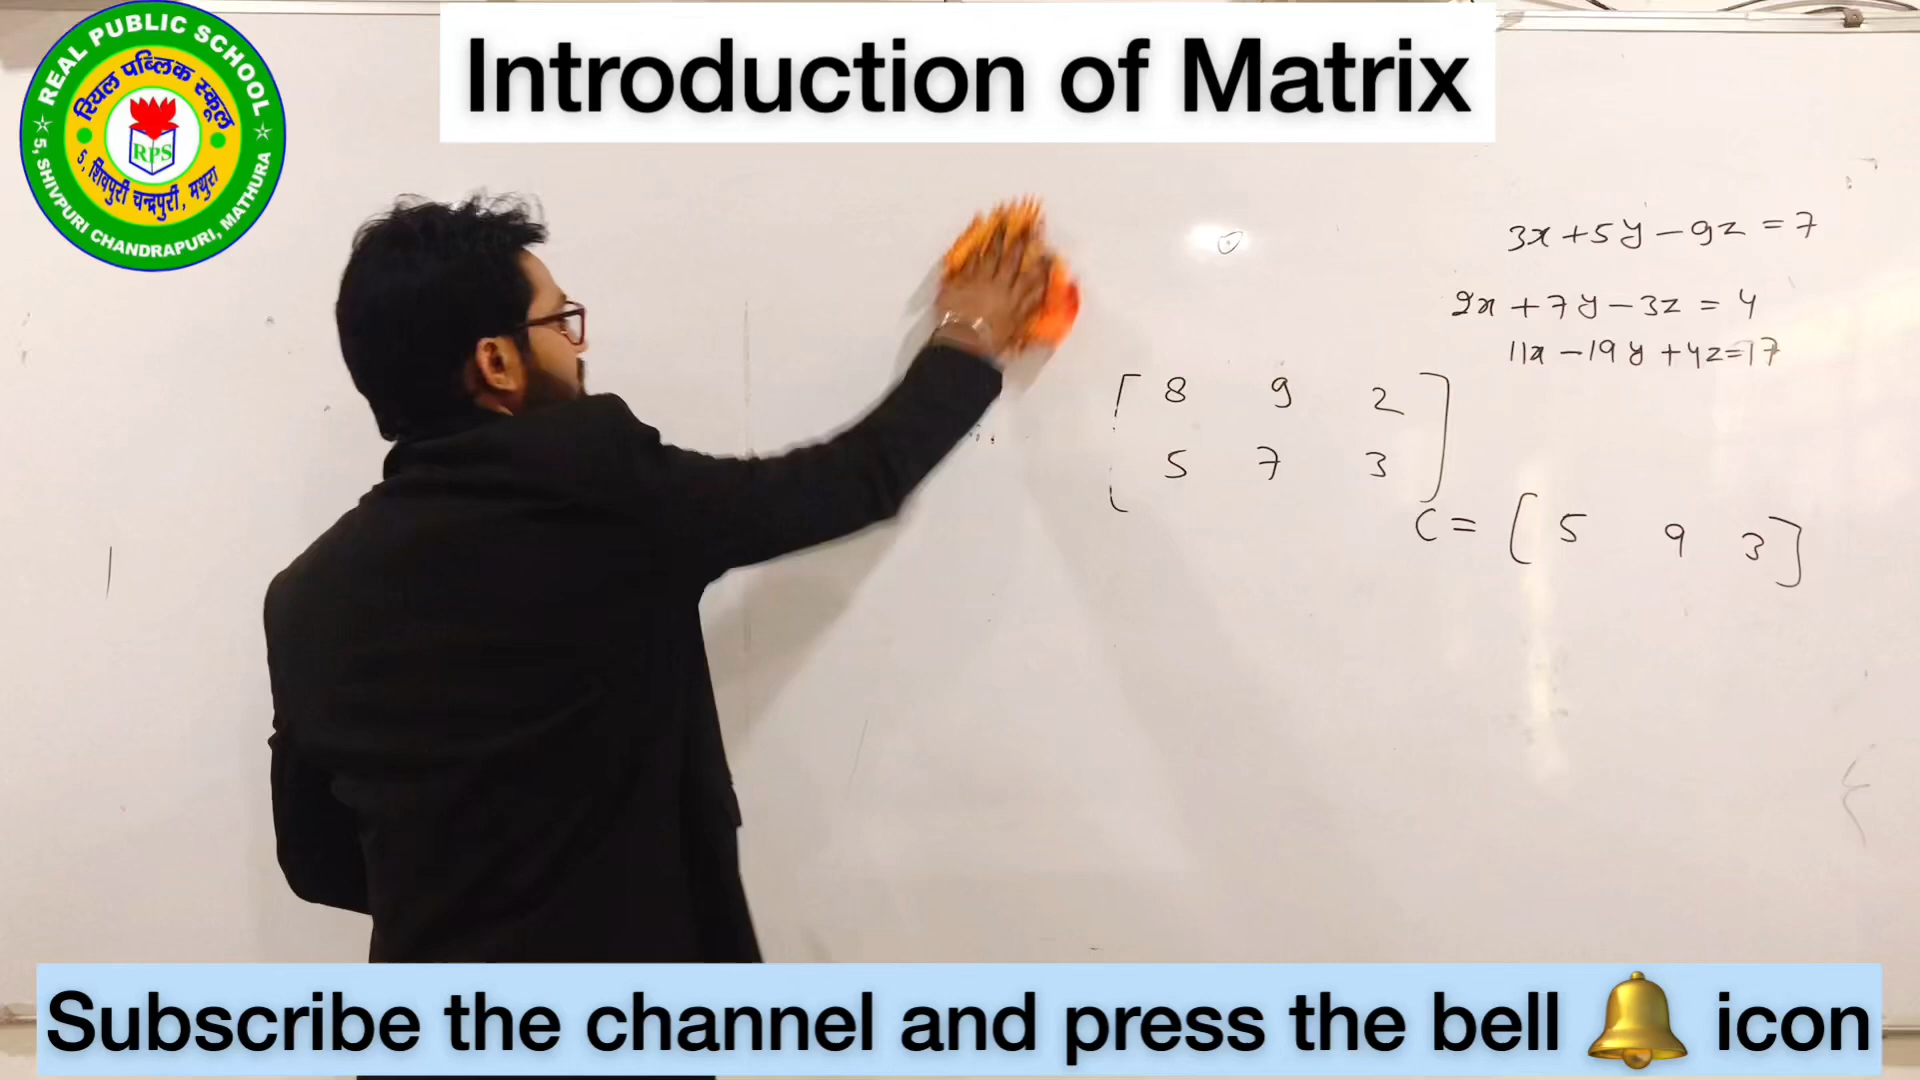 Introduction of Matrix
REAL PUBLIC SCHOOL
रियल पब्लिक स्कूल
RPS
5, शिवपुरी चन्द्रपुरी, मथुरा
5, SHIVPURI CHANDRAPURI, MATHURA
3x + 5y - 9z = 7
2x + 7y - 3z = 4
11x - 19y + 4z = 17
[ 8 9 2
5 7 3 ]
C = [ 5 9 3 ]
Subscribe the channel and press the bell 🔔 icon